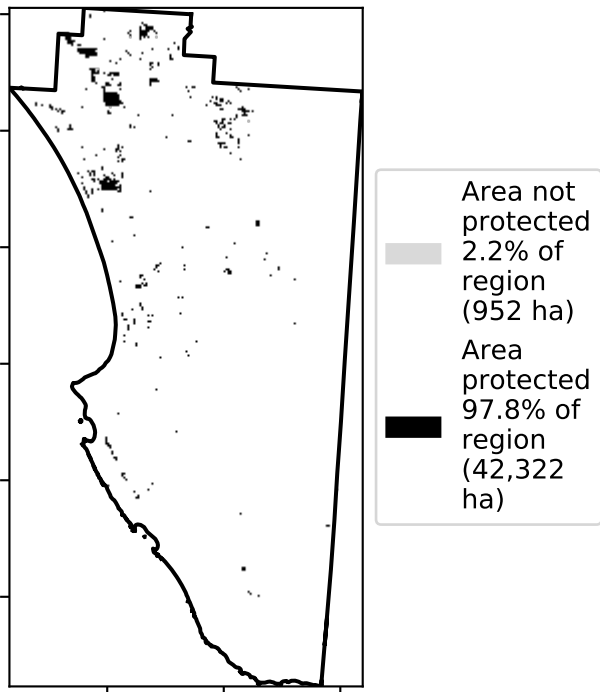 Area not
protected
2.2% of
region
(952 ha)
Area
protected
97.8% of
region
(42,322
ha)